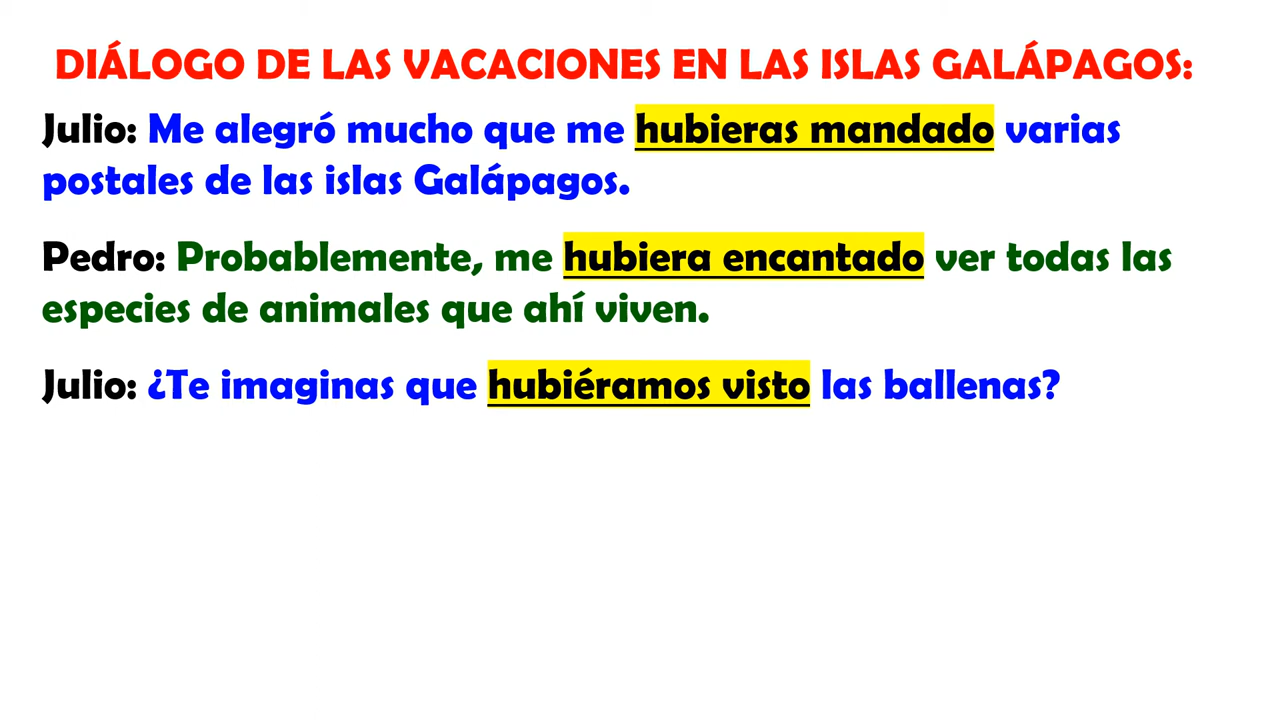 DIÁLOGO DE LAS VACACIONES EN LAS ISLAS GALÁPAGOS:
Julio: Me alegró mucho que me hubieras mandado varias
postales de las islas Galápagos.
Pedro: Probablemente, me hubiera encantado ver todas las
especies de animales que ahí viven.
Julio: ¿Te imaginas que hubiéramos visto las ballenas?